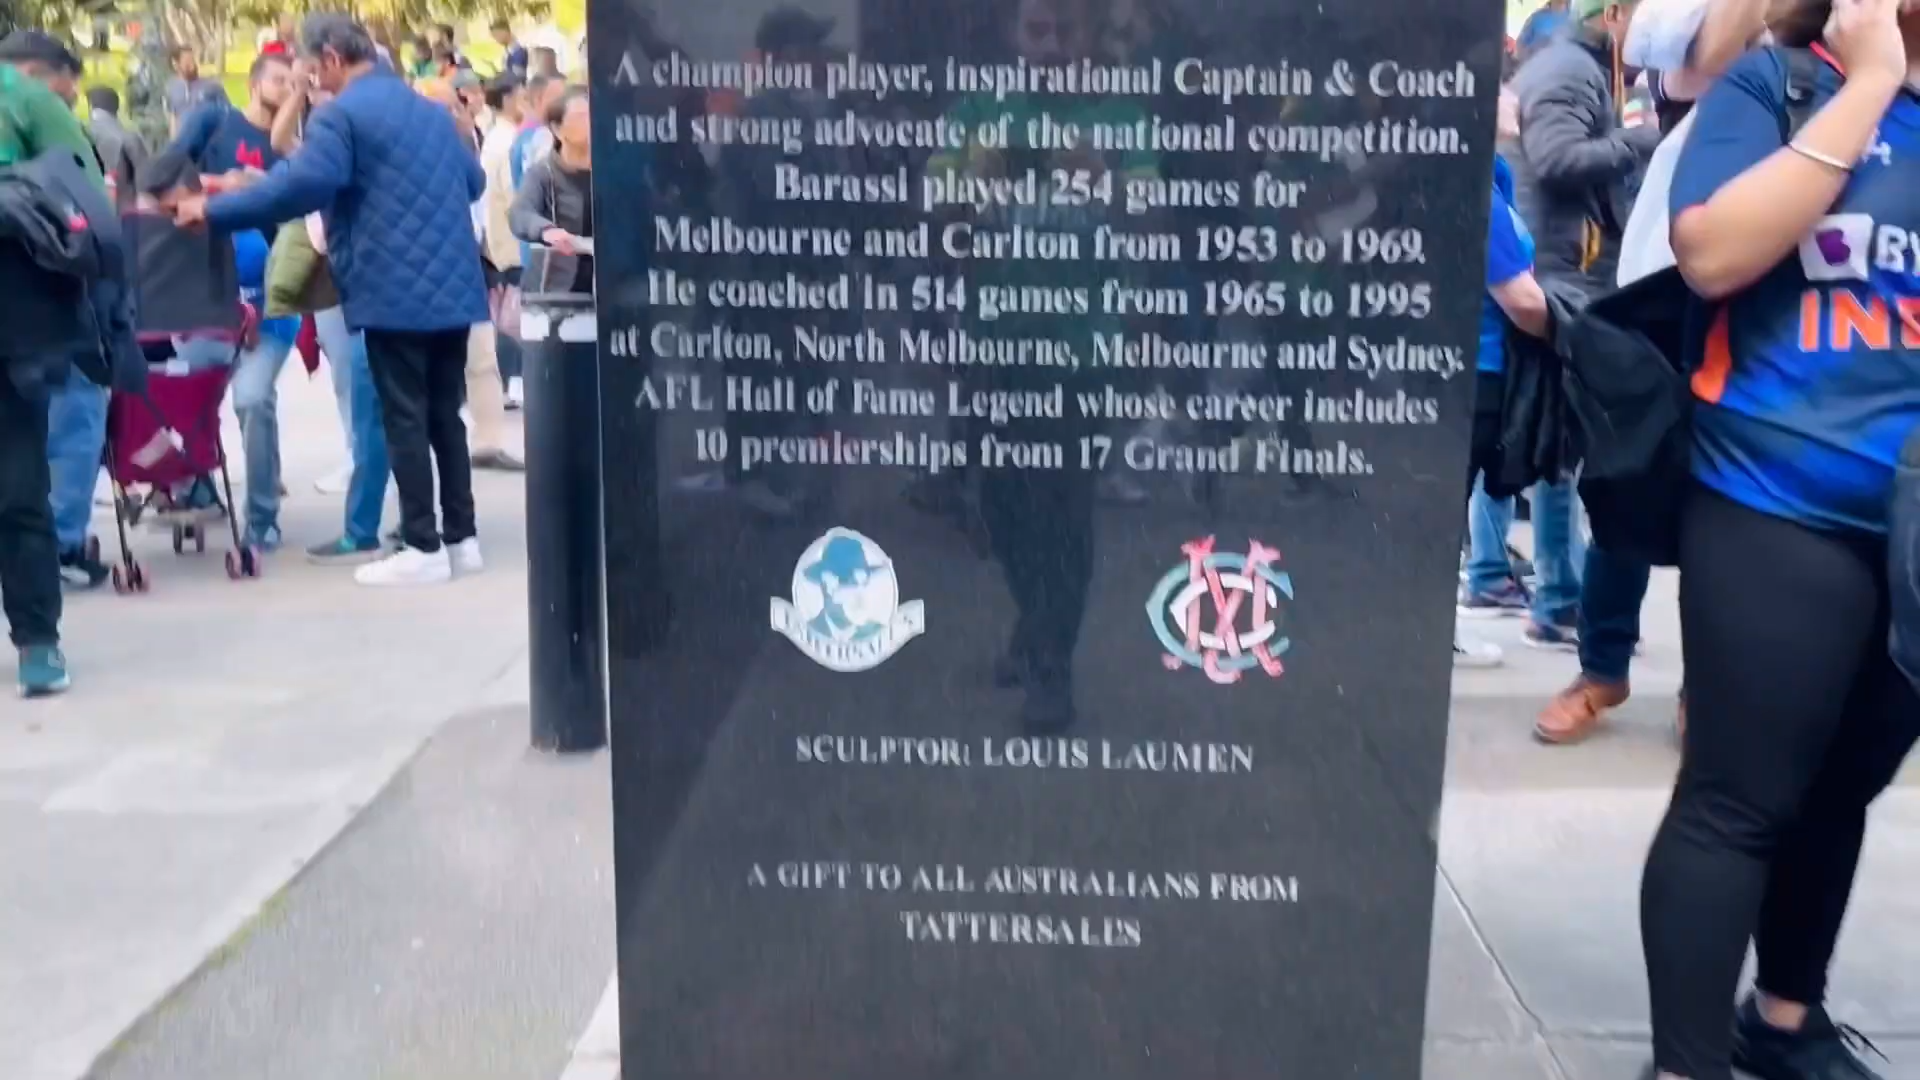 A champion player, inspirational Captain & Coach
and strong advocate of the national competition.
Barassi played 254 games for
Melbourne and Carlton from 1953 to 1969.
He coached in 514 games from 1965 to 1995
at Carlton, North Melbourne, Melbourne and Sydney.
AFL Hall of Fame Legend whose career includes
10 premierships from 17 Grand Finals.
SCULPTOR: LOUIS LAUMEN
A GIFT TO ALL AUSTRALIANS FROM
TATTERSALL'S
BY
IN